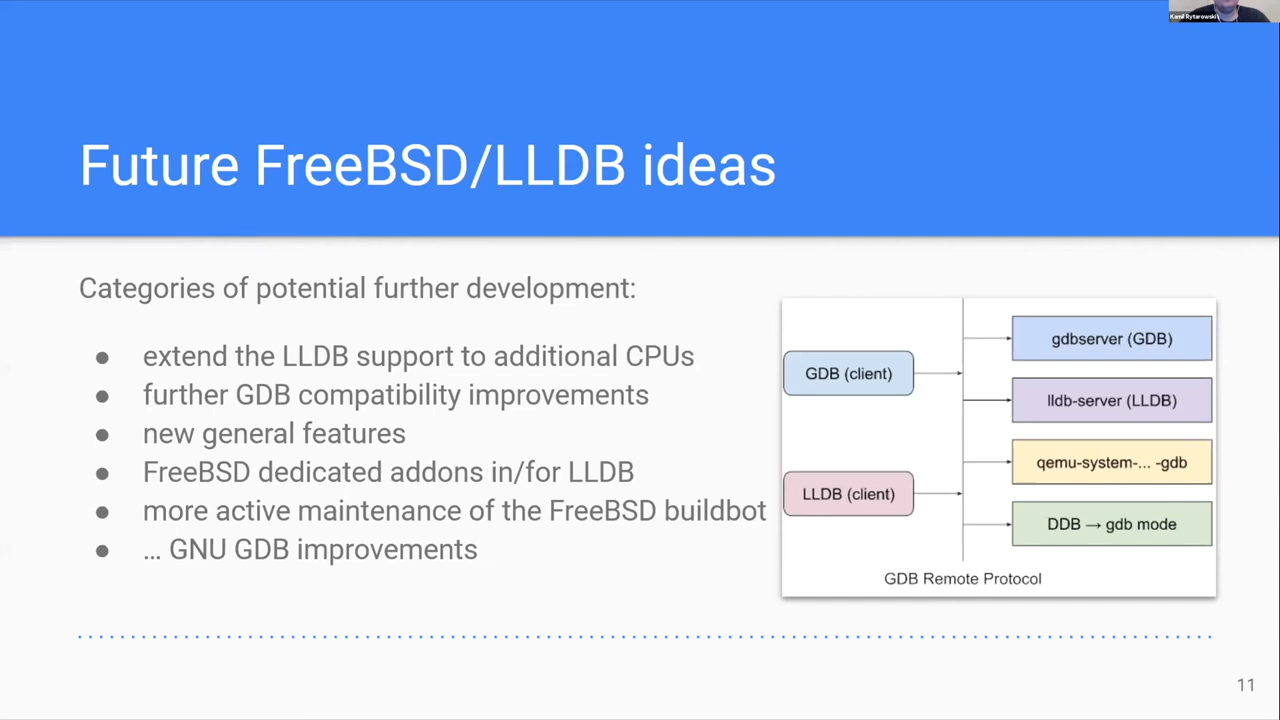 Kamil Rytarowski
Future FreeBSD/LLDB ideas
Categories of potential further development:
● extend the LLDB support to additional CPUs
● further GDB compatibility improvements
● new general features
● FreeBSD dedicated addons in/for LLDB
● more active maintenance of the FreeBSD buildbot
● … GNU GDB improvements
GDB (client)
LLDB (client)
gdbserver (GDB)
lldb-server (LLDB)
qemu-system-... -gdb
DDB → gdb mode
GDB Remote Protocol
11